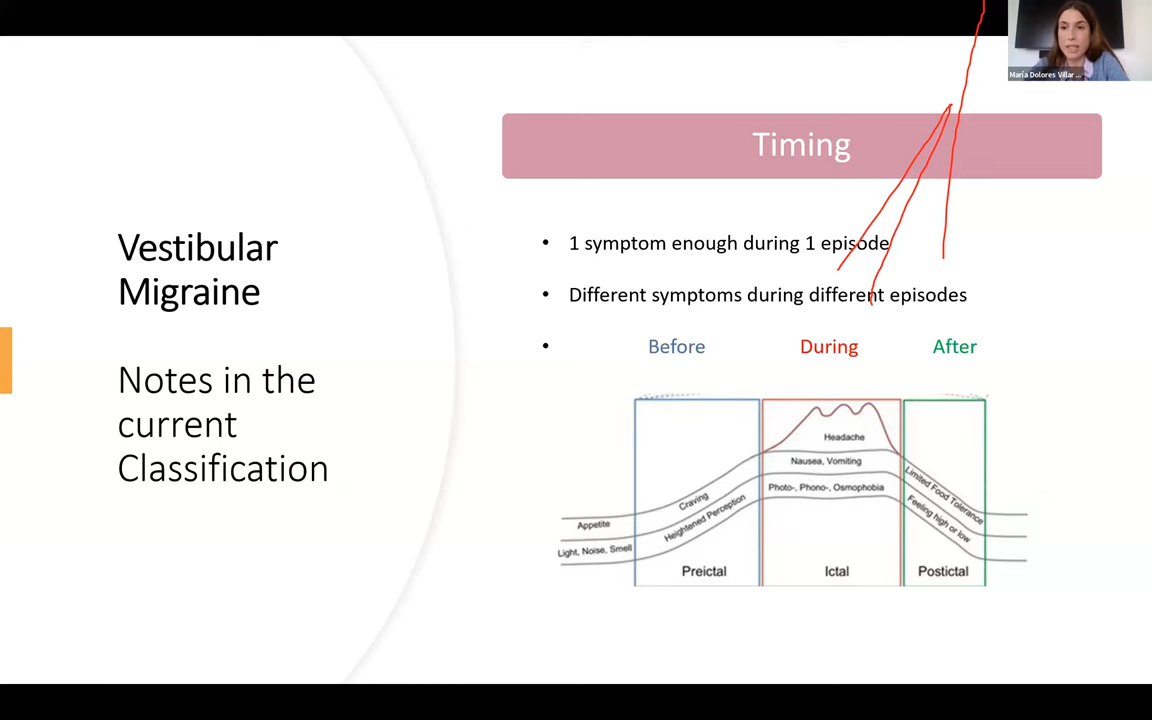 María Dolores Villar ...
Timing
Vestibular
Migraine
Notes in the
current
Classification
• 1 symptom enough during 1 episode
• Different symptoms during different episodes
• Before During After
Headache
Nausea, Vomiting
Photo-, Phono-, Osmophobia
Craving
Heightened Perception
Appetite
Light, Noise, Smell
Limited Food Tolerance
Feeling high or low
Preictal Ictal Postictal